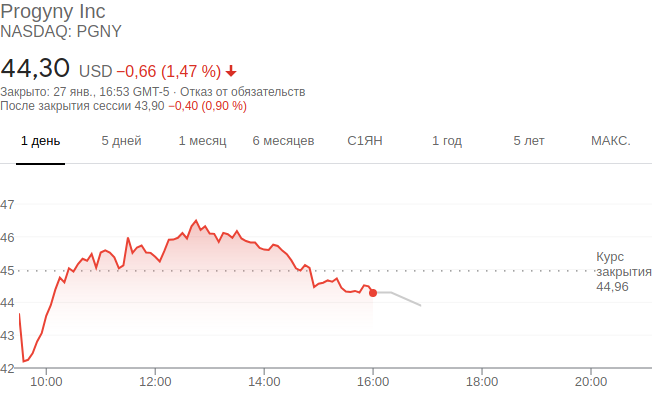 Progyny Inc
NASDAQ: PGNY
44,30 USD −0,66 (1,47 %)
Закрыто: 27 янв., 16:53 GMT-5 · Отказ от обязательств
После закрытия сессии 43,90 −0,40 (0,90 %)
1 день 5 дней 1 месяц 6 месяцев С1ЯН 1 год 5 лет МАКС.
47
46
45
44
43
42
Курс
закрытия
44,96
10:00 12:00 14:00 16:00 18:00 20:00